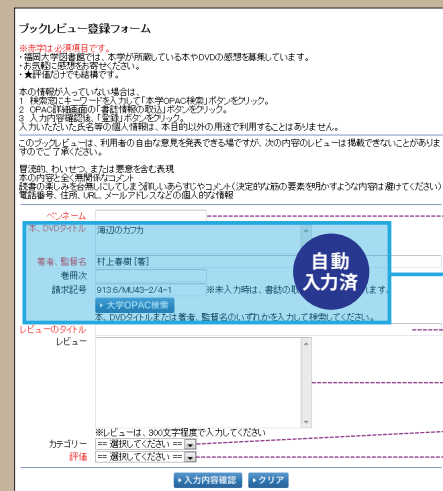 ブックレビュー登録フォーム
※赤字は必須項目です。
・福岡大学図書館では、本学が所蔵している本やDVDの感想を募集しています。
・お気軽に感想をお寄せください。
・★評価だけでも結構です。
本の情報が入っていない場合は、
1 検索窓にキーワードを入力して「本学OPAC検索」ボタンをクリック。
2 OPAC詳細画面の「書誌情報の取込」ボタンをクリック。
3 入力内容確認後、「登録」ボタンをクリック。
入力いただいた氏名等の個人情報は、本目的以外の用途で利用することはありません。
このブックレビューは、利用者の自由な意見を発表できる場ですが、次の内容のレビューは掲載できないことがありま
すのでご了承ください。
冒涜的、わいせつ、または悪意を含む表現
本の内容と全く無関係なコメント
読書の楽しみを台無しにしてしまう詳しいあらすじやコメント(決定的な筋の要素を明かすような内容は避けてください)
電話番号、住所、URL、メールアドレスなどの個人的な情報
ペンネーム
本、DVDタイトル 海辺のカフカ
著者、監督名 村上春樹 [著]
巻冊次
請求記号 913.6/MU43-2/4-1 ※未入力時は、書誌の取 ます。
大学OPAC検索
本、DVDタイトルまたは著者、監督名のいずれかを入力して検索してください。
自動
入力済
レビューのタイトル
レビュー
※レビューは、300文字程度で入力してください
カテゴリー == 選択してください ==
評価 == 選択してください ==
入力内容確認 クリア